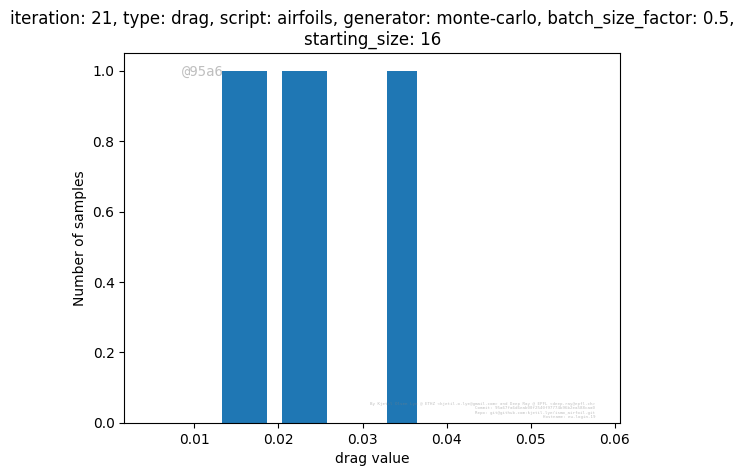 iteration: 21, type: drag, script: airfoils, generator: monte-carlo, batch_size_factor: 0.5,
starting_size: 16
@95a6
1.0
0.8
0.6
0.4
0.2
0.0
Number of samples
0.01
0.02
0.03
0.04
0.05
0.06
drag value